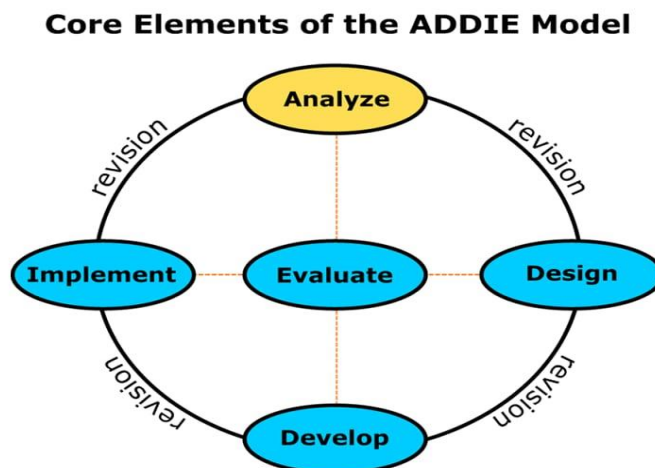 Core Elements of the ADDIE Model
Analyze
revision
revision
Implement
Evaluate
Design
revision
revision
Develop